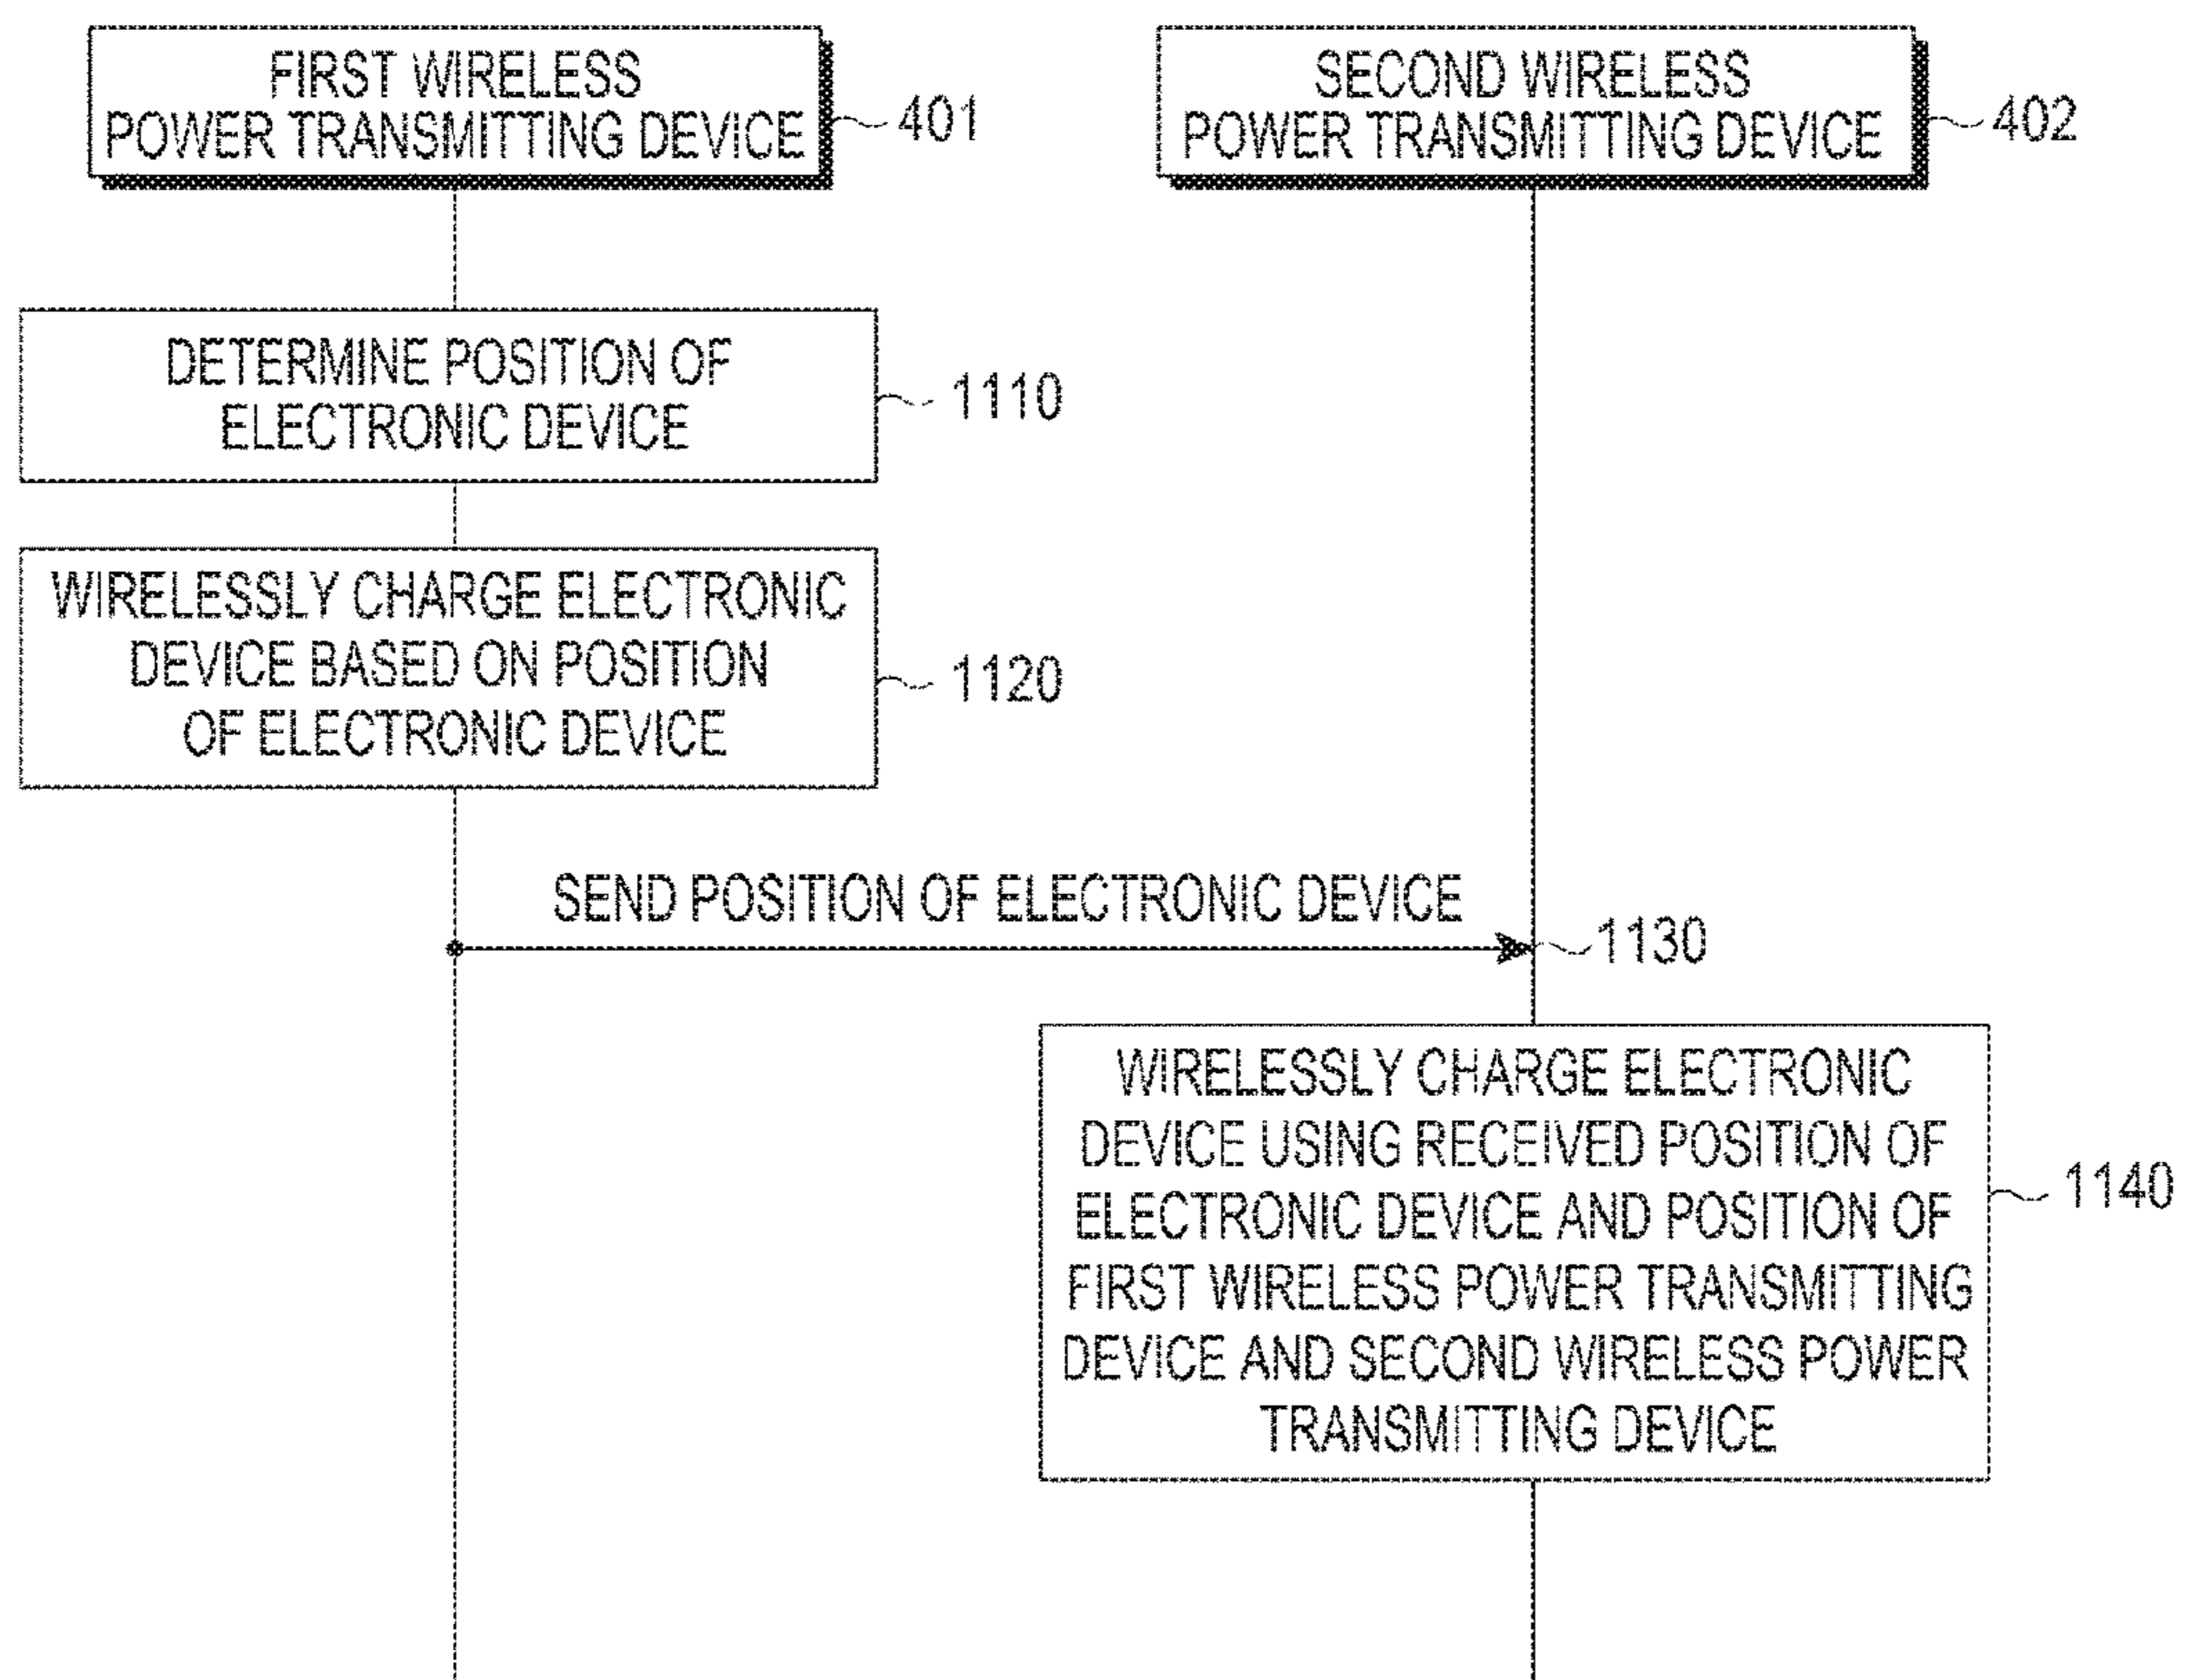 FIRST WIRELESS
POWER TRANSMITTING DEVICE
401
SECOND WIRELESS
POWER TRANSMITTING DEVICE
402
DETERMINE POSITION OF
ELECTRONIC DEVICE
1110
WIRELESSLY CHARGE ELECTRONIC
DEVICE BASED ON POSITION
OF ELECTRONIC DEVICE
1120
SEND POSITION OF ELECTRONIC DEVICE
1130
WIRELESSLY CHARGE ELECTRONIC
DEVICE USING RECEIVED POSITION OF
ELECTRONIC DEVICE AND POSITION OF
FIRST WIRELESS POWER TRANSMITTING
DEVICE AND SECOND WIRELESS POWER
TRANSMITTING DEVICE
1140